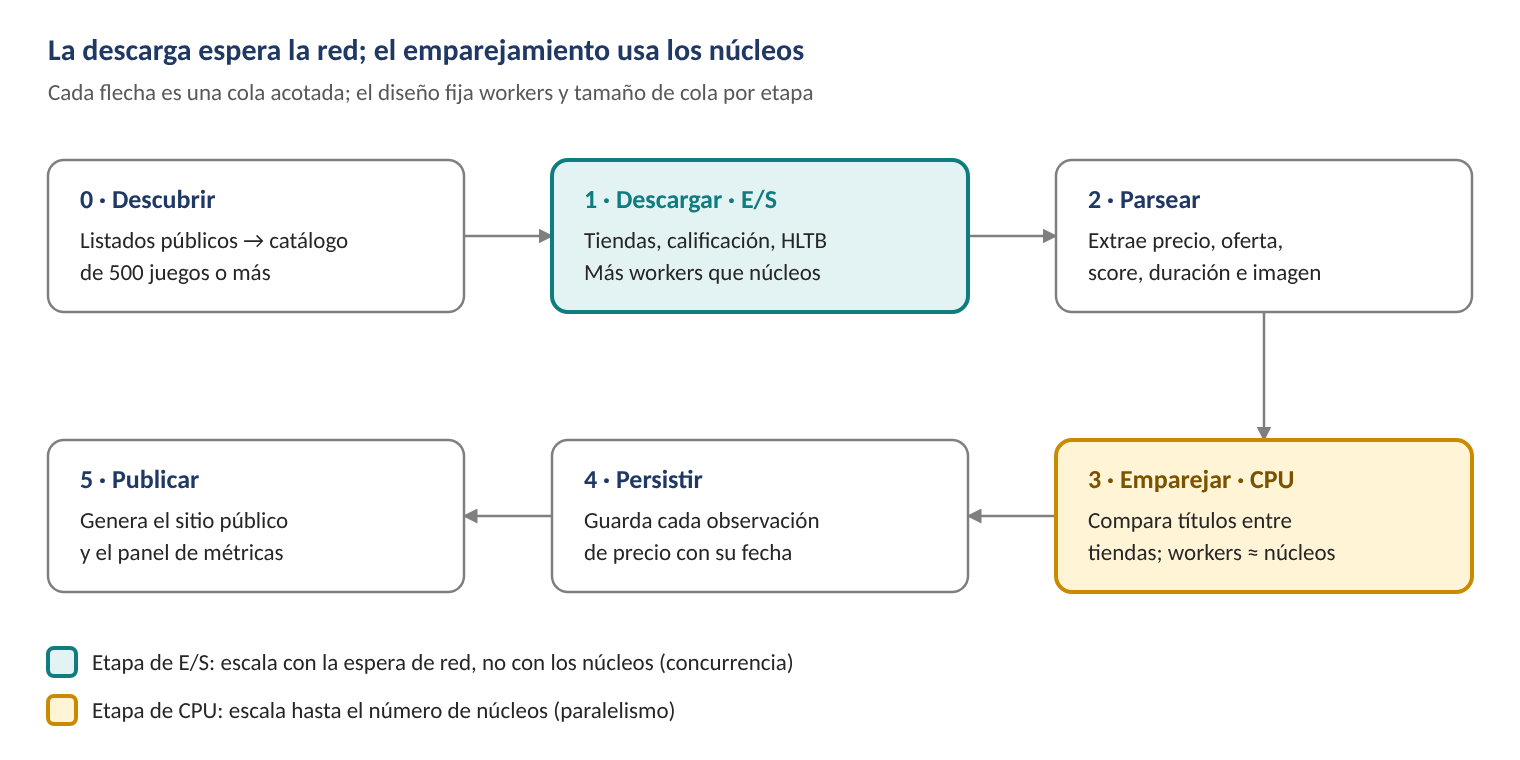 La descarga espera la red; el emparejamiento usa los núcleos
Cada flecha es una cola acotada; el diseño fija workers y tamaño de cola por etapa
0 · Descubrir
Listados públicos → catálogo
de 500 juegos o más
1 · Descargar · E/S
Tiendas, calificación, HLTB
Más workers que núcleos
2 · Parsear
Extrae precio, oferta,
score, duración e imagen
5 · Publicar
Genera el sitio público
y el panel de métricas
4 · Persistir
Guarda cada observación
de precio con su fecha
3 · Emparejar · CPU
Compara títulos entre
tiendas; workers ≈ núcleos
Etapa de E/S: escala con la espera de red, no con los núcleos (concurrencia)
Etapa de CPU: escala hasta el número de núcleos (paralelismo)